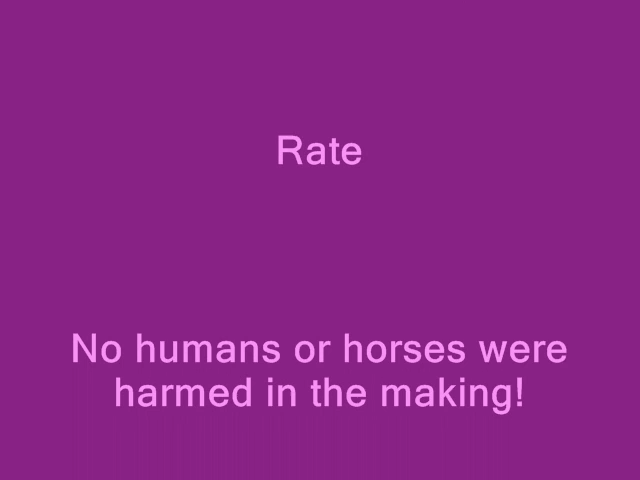 Rate
No humans or horses were
harmed in the making!